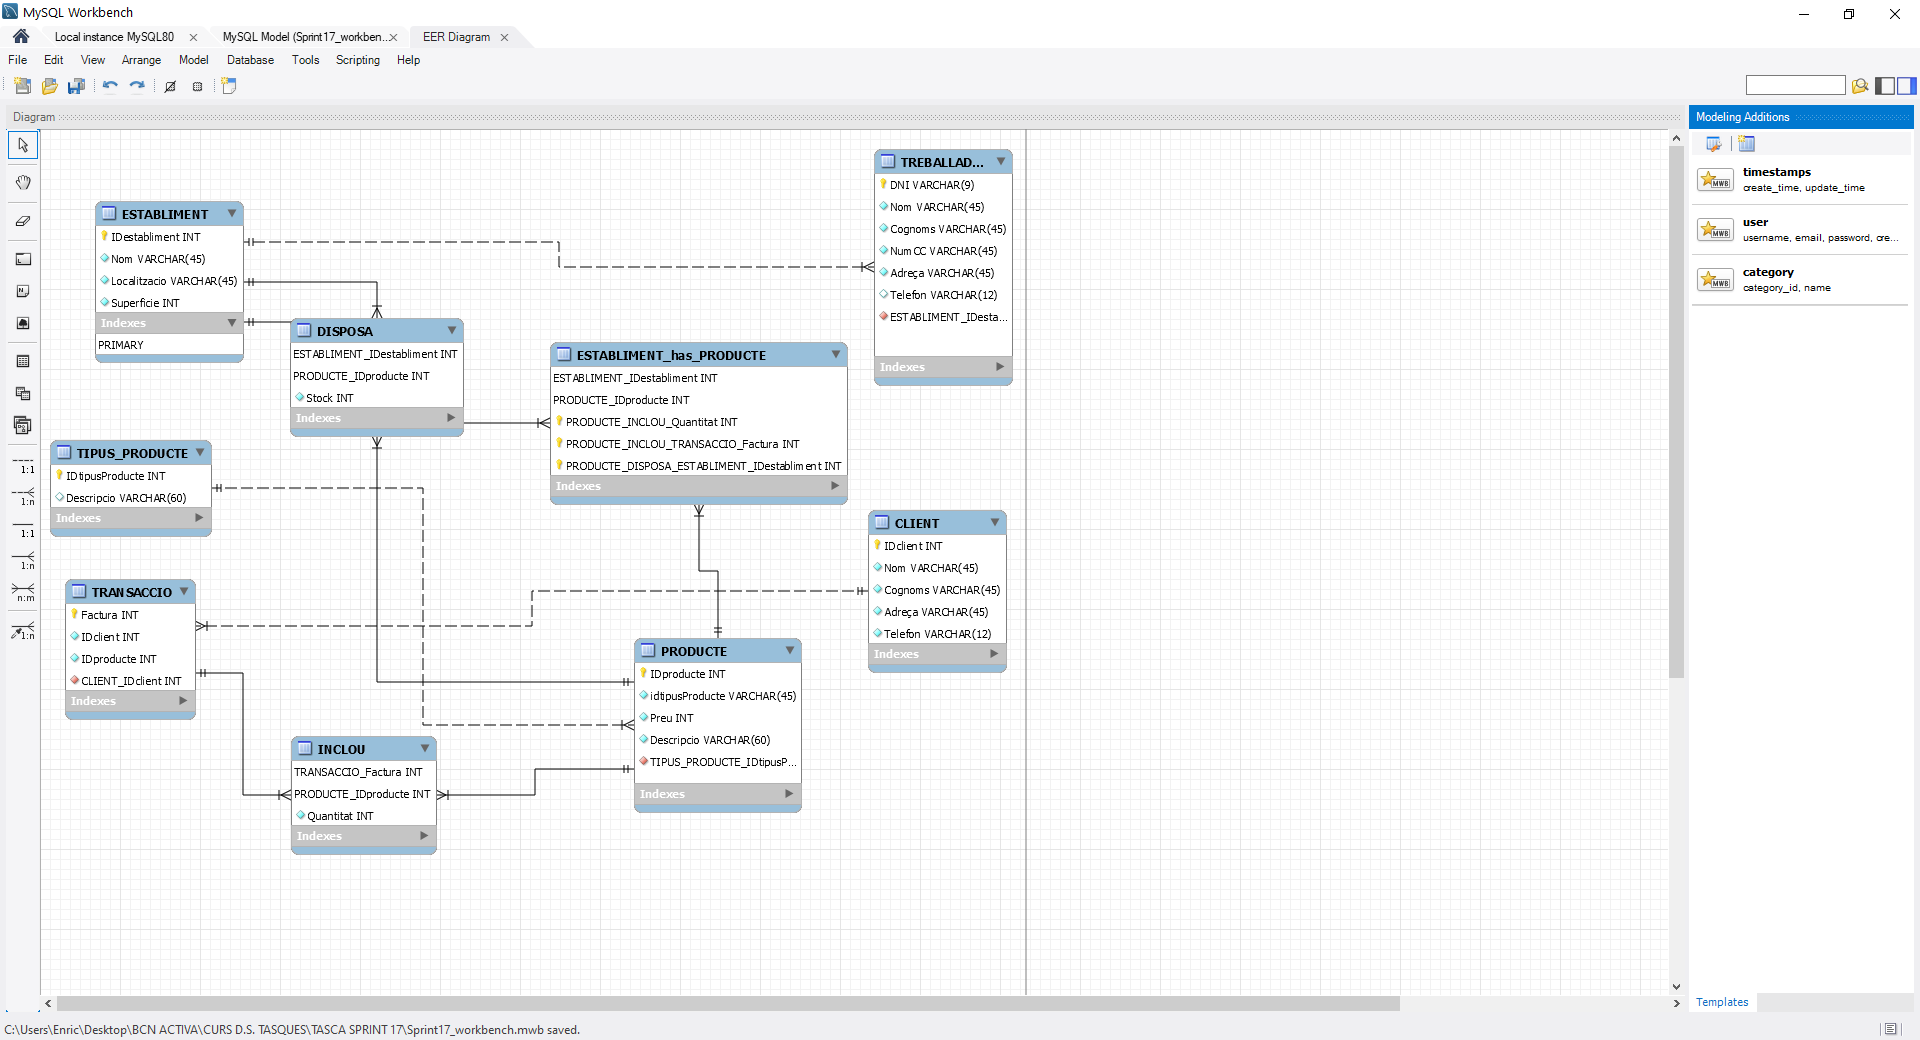 MySQL Workbench
Local instance MySQL80
MySQL Model (Sprint17_workben...
EER Diagram
File Edit View Arrange Model Database Tools Scripting Help
Diagram
1:1
1:n
1:1
1:n
n:m
1:n
ESTABLIMENT
IDestabliment INT
Nom VARCHAR(45)
Localitzacio VARCHAR(45)
Superficie INT
Indexes
PRIMARY
DISPOSA
ESTABLIMENT_IDestabliment INT
PRODUCTE_IDproducte INT
Stock INT
Indexes
ESTABLIMENT_has_PRODUCTE
ESTABLIMENT_IDestabliment INT
PRODUCTE_IDproducte INT
PRODUCTE_INCLOU_Quantitat INT
PRODUCTE_INCLOU_TRANSACCIO_Factura INT
PRODUCTE_DISPOSA_ESTABLIMENT_IDestabliment INT
Indexes
TREBALLAD...
DNI VARCHAR(9)
Nom VARCHAR(45)
Cognoms VARCHAR(45)
NumCC VARCHAR(45)
Adreça VARCHAR(45)
Telefon VARCHAR(12)
ESTABLIMENT_IDesta...
Indexes
TIPUS_PRODUCTE
IDtipusProducte INT
Descripcio VARCHAR(60)
Indexes
TRANSACCIO
Factura INT
IDclient INT
IDproducte INT
CLIENT_IDclient INT
Indexes
CLIENT
IDclient INT
Nom VARCHAR(45)
Cognoms VARCHAR(45)
Adreça VARCHAR(45)
Telefon VARCHAR(12)
Indexes
PRODUCTE
IDproducte INT
idtipusProducte VARCHAR(45)
Preu INT
Descripcio VARCHAR(60)
TIPUS_PRODUCTE_IDtipusP...
Indexes
INCLOU
TRANSACCIO_Factura INT
PRODUCTE_IDproducte INT
Quantitat INT
Indexes
Modeling Additions
MWB
timestamps
create_time, update_time
MWB
user
username, email, password, cre...
MWB
category
category_id, name
Templates
C:\Users\Enric\Desktop\BCN ACTIVA\CURS D.S. TASQUES\TASCA SPRINT 17\Sprint17_workbench.mwb saved.